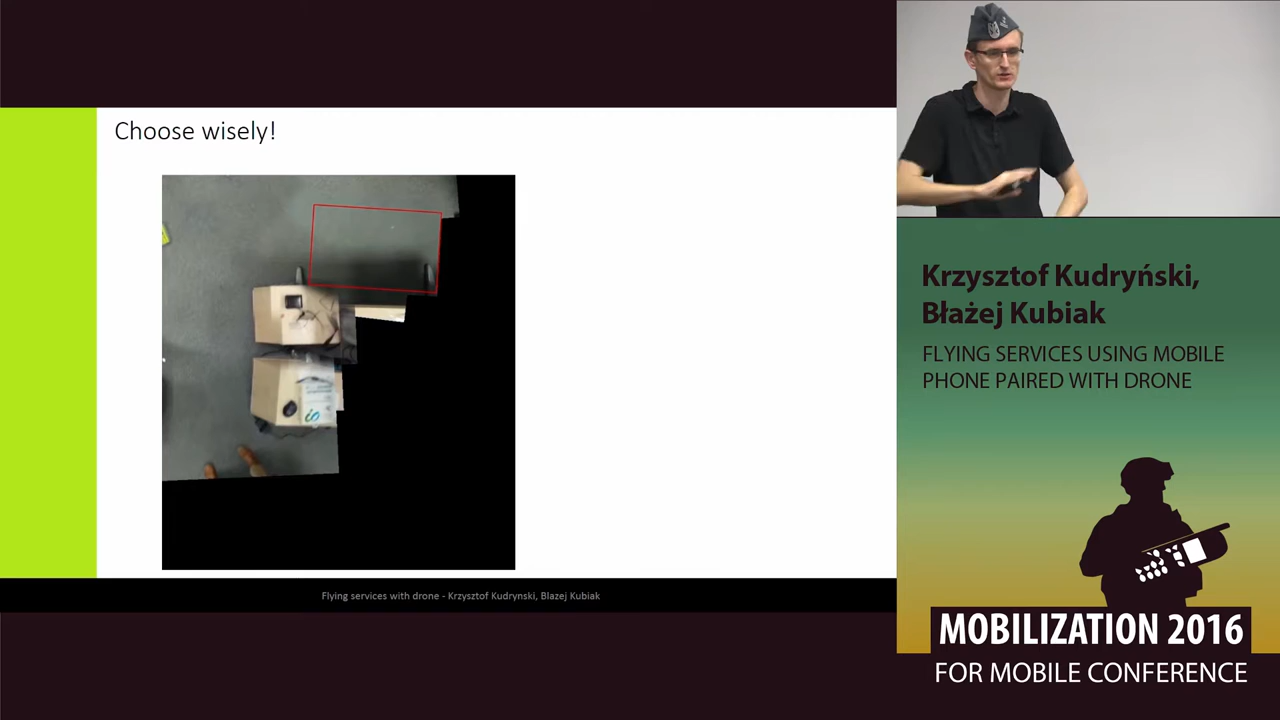 Choose wisely!
Flying services with drone - Krzysztof Kudrynski, Blazej Kubiak
Krzysztof Kudryński,
Błażej Kubiak
FLYING SERVICES USING MOBILE
PHONE PAIRED WITH DRONE
MOBILIZATION 2016
FOR MOBILE CONFERENCE